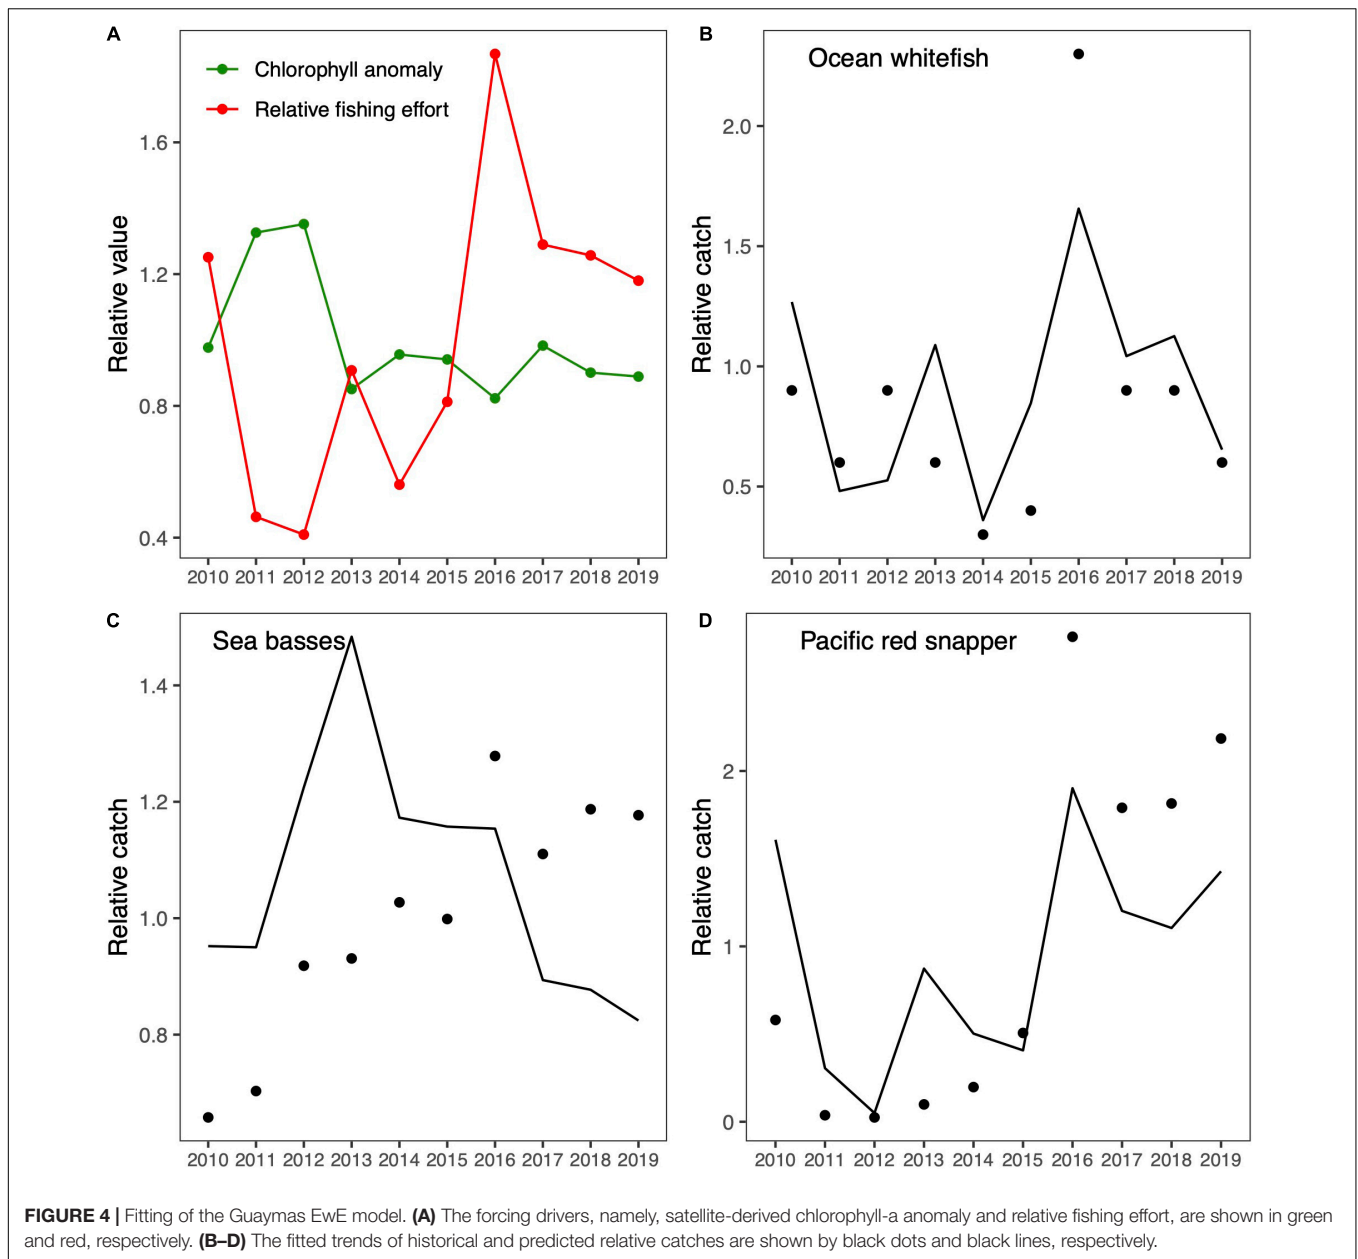 A
Chlorophyll anomaly
Relative fishing effort
Relative value
1.6
1.2
0.8
0.4
2010 2011 2012 2013 2014 2015 2016 2017 2018 2019
B
Ocean whitefish
Relative catch
2.0
1.5
1.0
0.5
2010 2011 2012 2013 2014 2015 2016 2017 2018 2019
C
Sea basses
Relative catch
1.4
1.2
1.0
0.8
2010 2011 2012 2013 2014 2015 2016 2017 2018 2019
D
Pacific red snapper
Relative catch
2
1
0
2010 2011 2012 2013 2014 2015 2016 2017 2018 2019
FIGURE 4 | Fitting of the Guaymas EwE model. (A) The forcing drivers, namely, satellite-derived chlorophyll-a anomaly and relative fishing effort, are shown in green
and red, respectively. (B–D) The fitted trends of historical and predicted relative catches are shown by black dots and black lines, respectively.